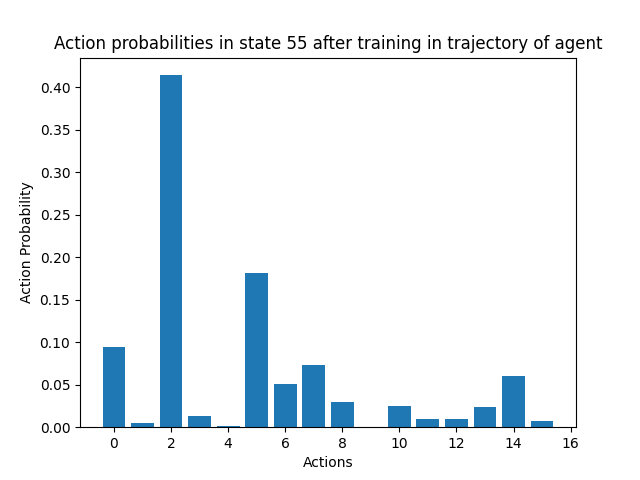 Action probabilities in state 55 after training in trajectory of agent
0.40
0.35
0.30
0.25
0.20
0.15
0.10
0.05
0.00
Action Probability
0 2 4 6 8 10 12 14 16
Actions